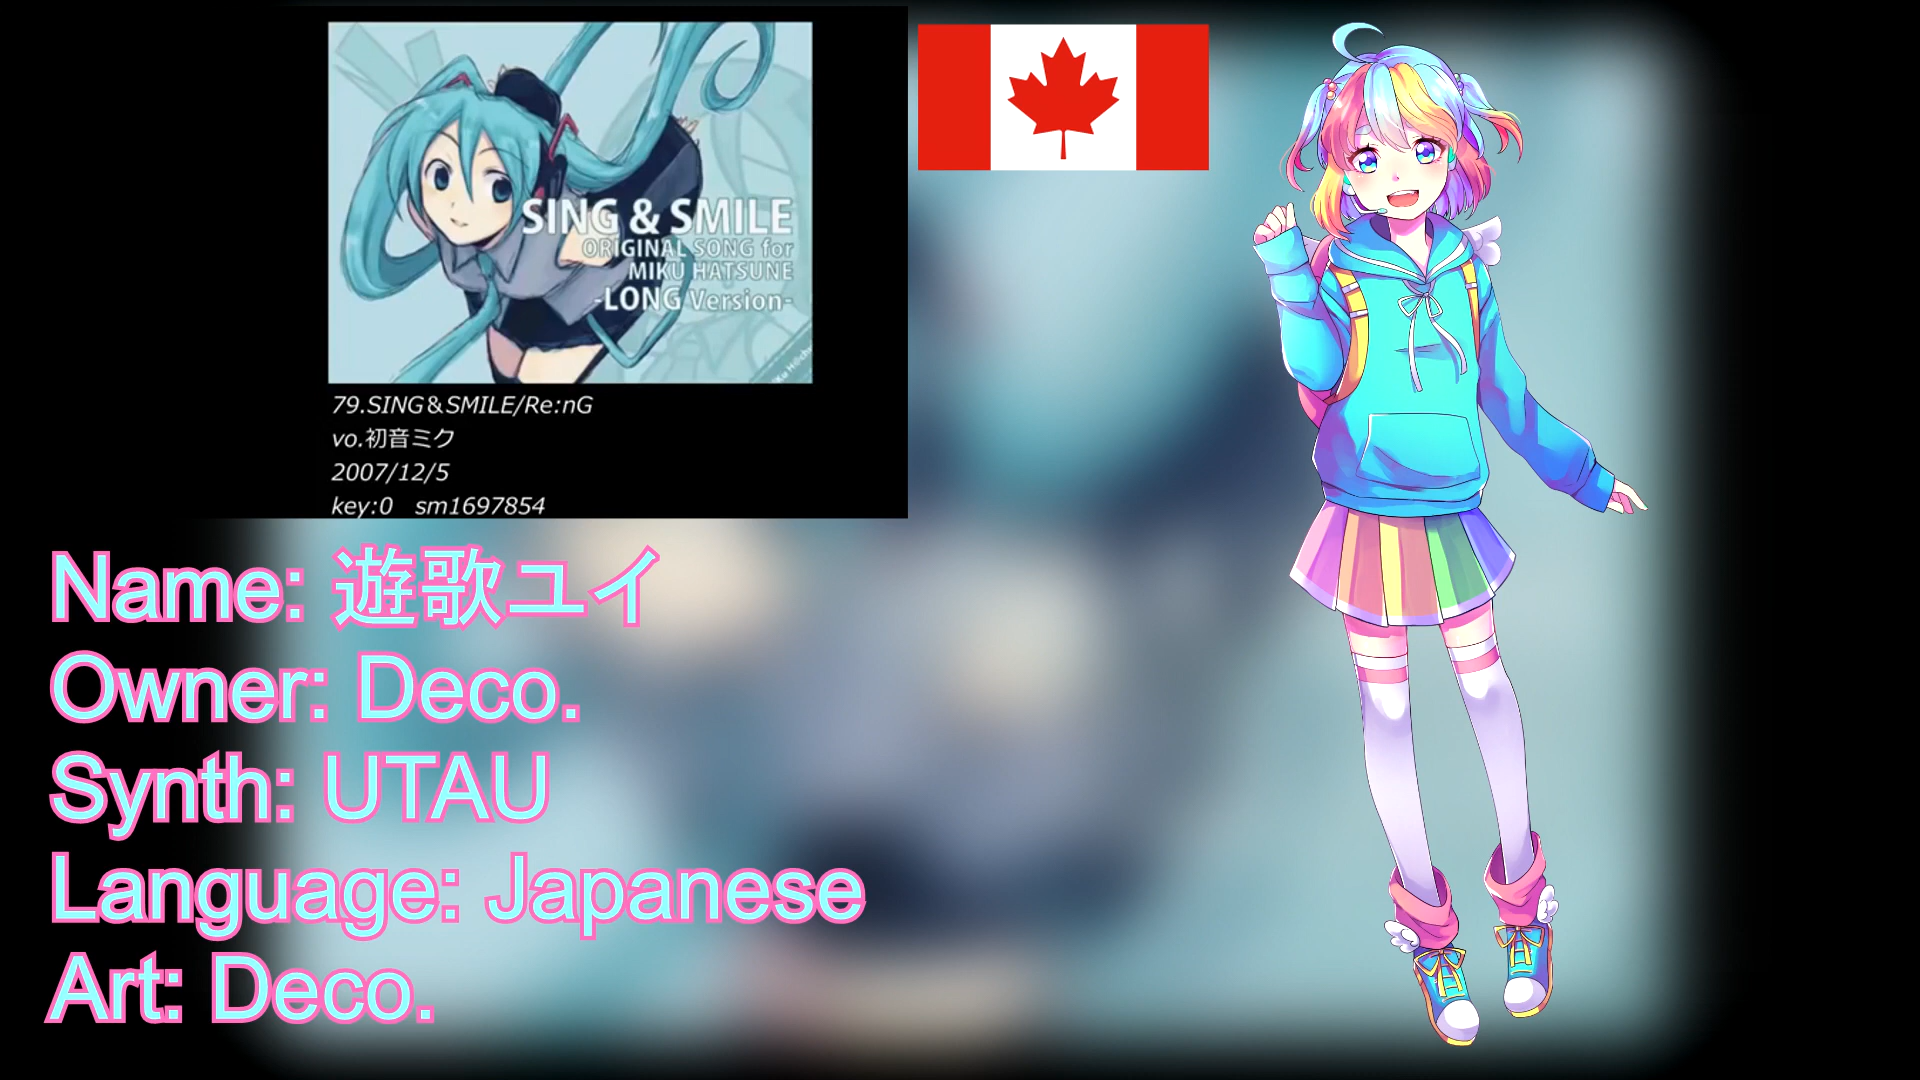 SING & SMILE
ORIGINAL SONG for
MIKU HATSUNE
-LONG Version-
79.SING&SMILE/Re:nG
vo.初音ミク
2007/12/5
key:0 sm1697854
Name: 遊歌ユイ
Owner: Deco.
Synth: UTAU
Language: Japanese
Art: Deco.